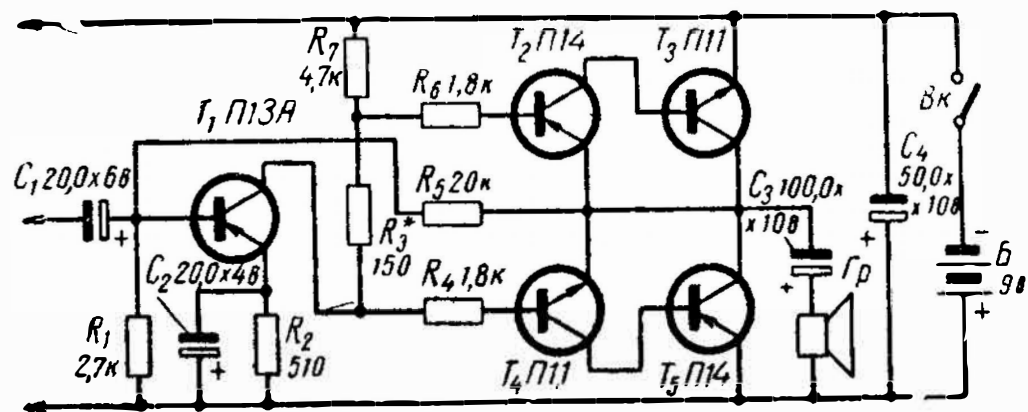 R7
4,7к
T2 П14
T3 П11
R6 1,8к
T1 П13А
Вк
C1 20,0х6в
+
R5 20к
C3 100,0х
х10в
C4
50,0х
х10в
R3*
150
+
-
Б
9в
+
C2 20,0х4в
R4 1,8к
+
Гр
R1
2,7к
+
R2
510
T4 П11
T5 П14